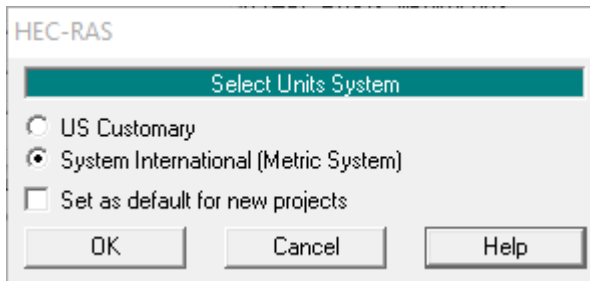 HEC-RAS
Select Units System
US Customary
System International (Metric System)
Set as default for new projects
OK Cancel Help